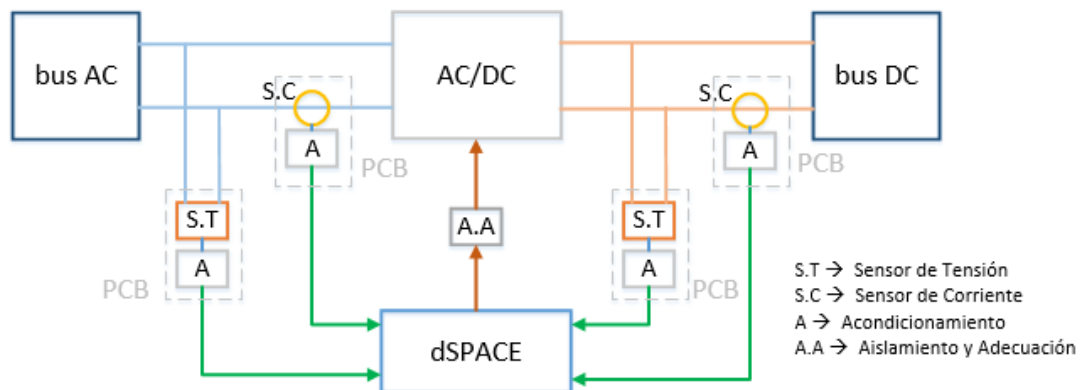 bus AC
AC/DC
bus DC
S.C
S.C
A
PCB
A
PCB
S.T
A.A
S.T
A
PCB
A
PCB
dSPACE
S.T → Sensor de Tensión
S.C → Sensor de Corriente
A → Acondicionamiento
A.A → Aislamiento y Adecuación